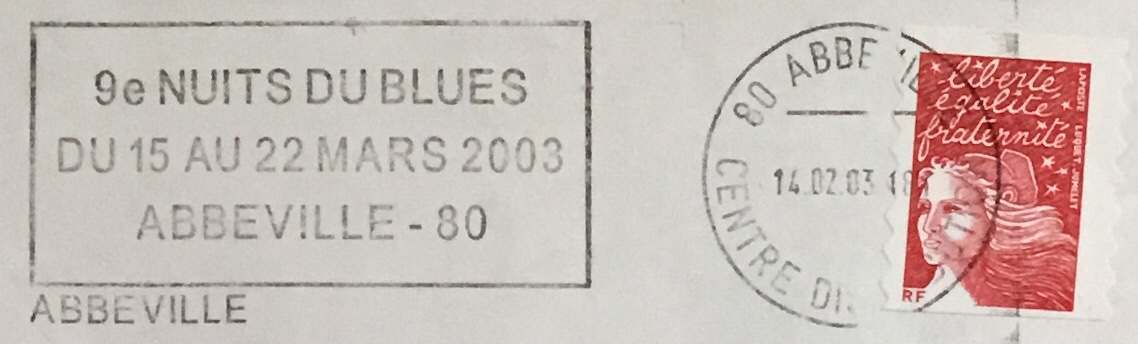 9e NUITS DU BLUES
DU 15 AU 22 MARS 2003
ABBEVILLE - 80
ABBEVILLE
80 ABBE
14.02.03
CENTRE
liberté
égalité
fraternité
LAPOSTE LUQUET, JUMELET
RF